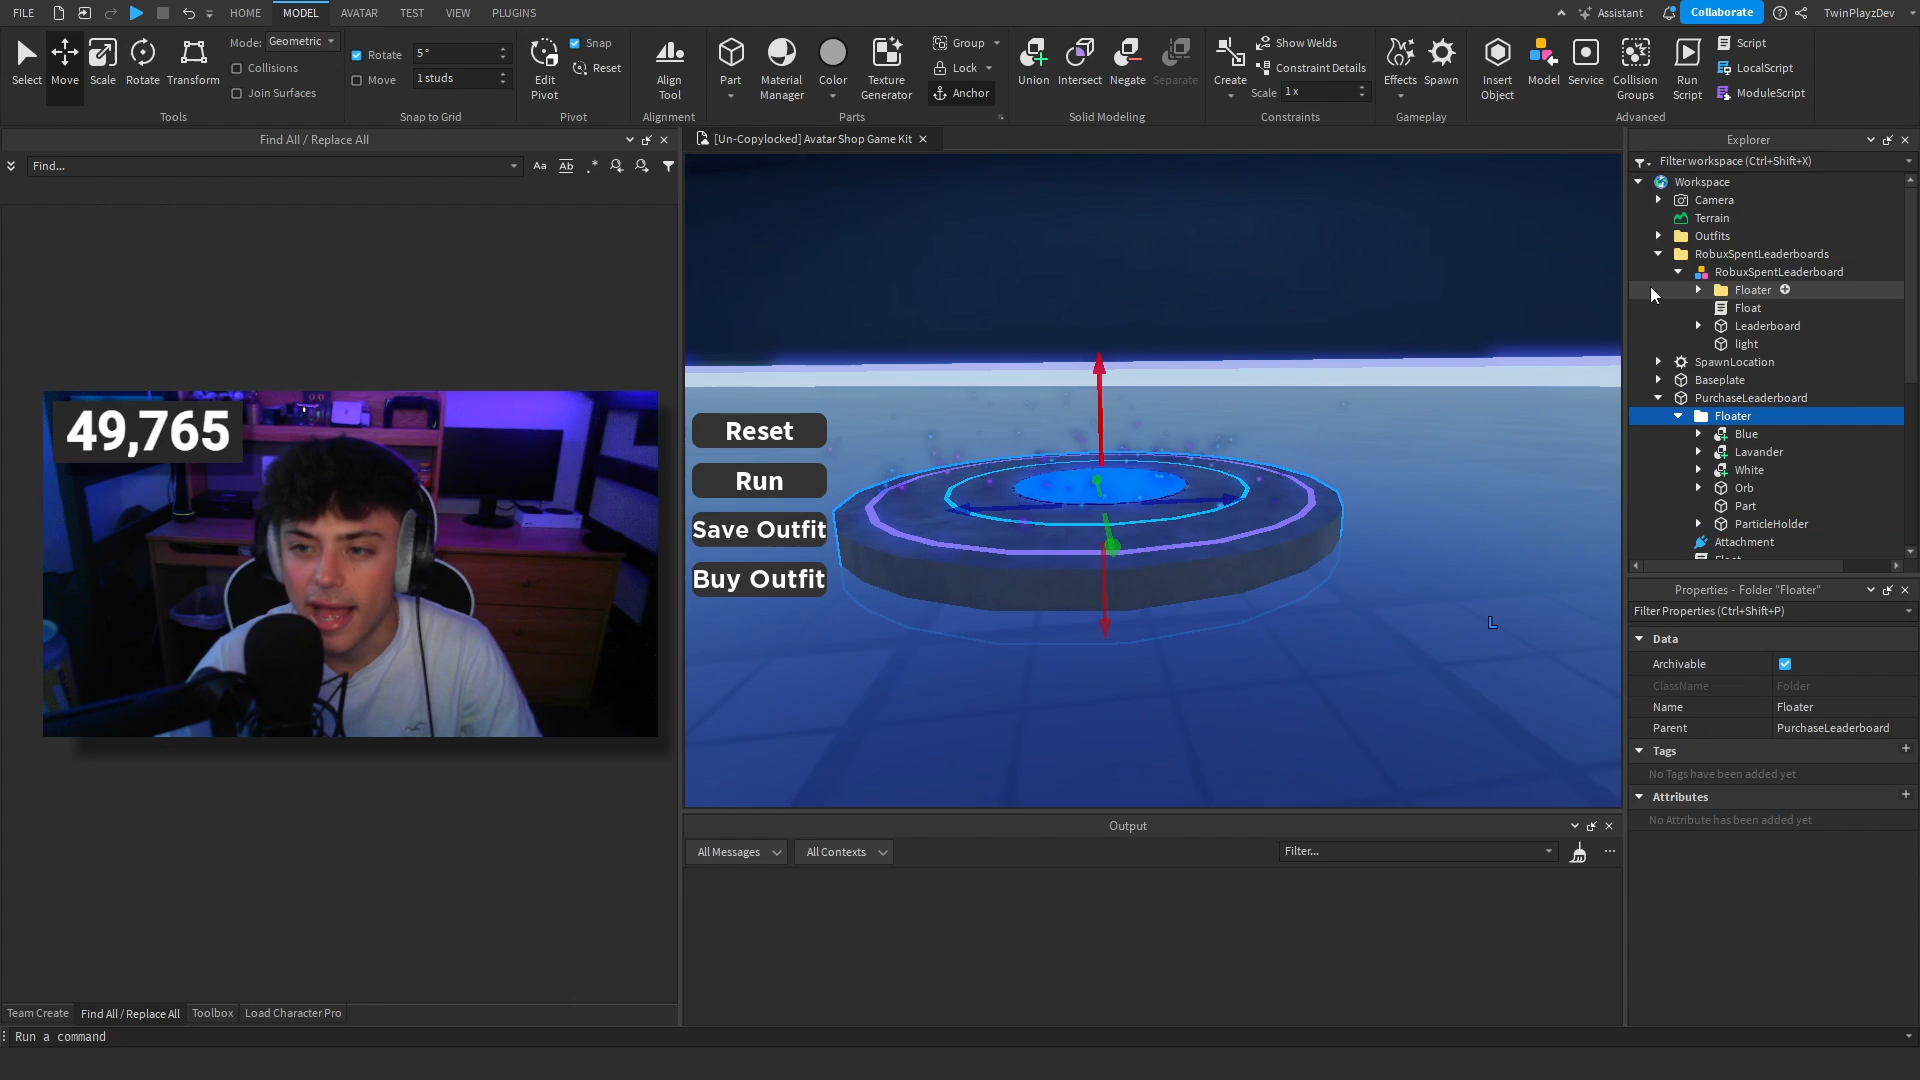 FILE
HOME
MODEL
AVATAR
TEST
VIEW
PLUGINS
Assistant
Collaborate
TwinPlayzDev
Select
Move
Scale
Rotate
Transform
Mode: Geometric
Collisions
Join Surfaces
Tools
Rotate 5°
Move 1 studs
Snap to Grid
Edit
Pivot
Snap
Reset
Pivot
Align
Tool
Alignment
Part
Material
Manager
Color
Texture
Generator
Group
Lock
Anchor
Parts
Union
Intersect
Negate
Separate
Solid Modeling
Create
Show Welds
Constraint Details
Scale 1 x
Constraints
Effects
Spawn
Gameplay
Insert
Object
Model
Service
Collision
Groups
Run
Script
Script
LocalScript
ModuleScript
Advanced
Find All / Replace All
Find...
Aa
Ab
.*
[Un-Copylocked] Avatar Shop Game Kit
49,765
Reset
Run
Save Outfit
Buy Outfit
L
Explorer
Filter workspace (Ctrl+Shift+X)
Workspace
Camera
Terrain
Outfits
RobuxSpentLeaderboards
RobuxSpentLeaderboard
Floater
Float
Leaderboard
light
SpawnLocation
Baseplate
PurchaseLeaderboard
Floater
Blue
Lavander
White
Orb
Part
ParticleHolder
Attachment
Properties - Folder "Floater"
Filter Properties (Ctrl+Shift+P)
Data
Archivable
ClassName Folder
Name Floater
Parent PurchaseLeaderboard
Tags
No Tags have been added yet
Attributes
No Attribute has been added yet
Output
All Messages
All Contexts
Filter...
Team Create
Find All / Replace All
Toolbox
Load Character Pro
Run a command